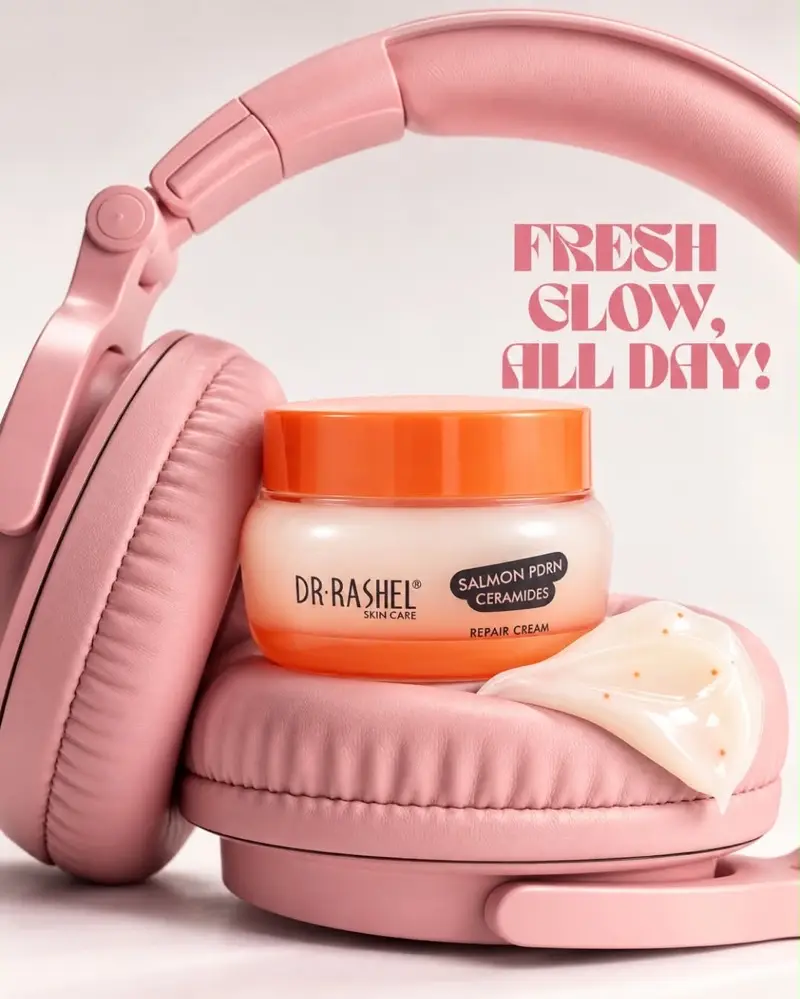 FRESH
GLOW,
ALL DAY!
DR·RASHEL®
SKIN CARE
SALMON PDRN
CERAMIDES
REPAIR CREAM